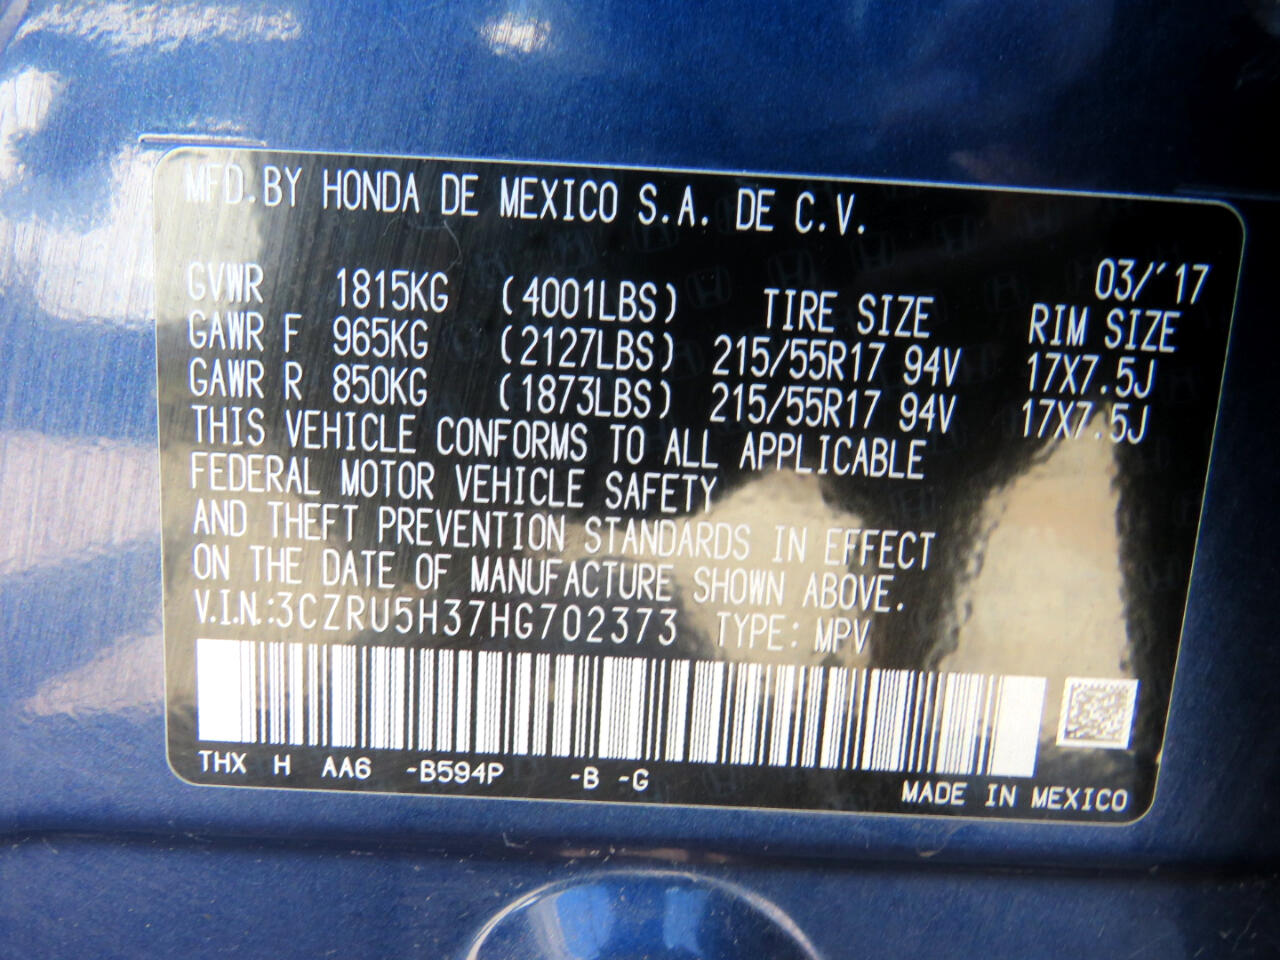 MFD.BY HONDA DE MEXICO S.A. DE C.V.
03/'17
GVWR 1815KG (4001LBS) TIRE SIZE RIM SIZE
GAWR F 965KG (2127LBS) 215/55R17 94V 17X7.5J
GAWR R 850KG (1873LBS) 215/55R17 94V 17X7.5J
THIS VEHICLE CONFORMS TO ALL APPLICABLE
FEDERAL MOTOR VEHICLE SAFETY
AND THEFT PREVENTION STANDARDS IN EFFECT
ON THE DATE OF MANUFACTURE SHOWN ABOVE.
V.I.N.:3CZRU5H37HG702373 TYPE: MPV
THX H AA6 -B594P -B -G
MADE IN MEXICO